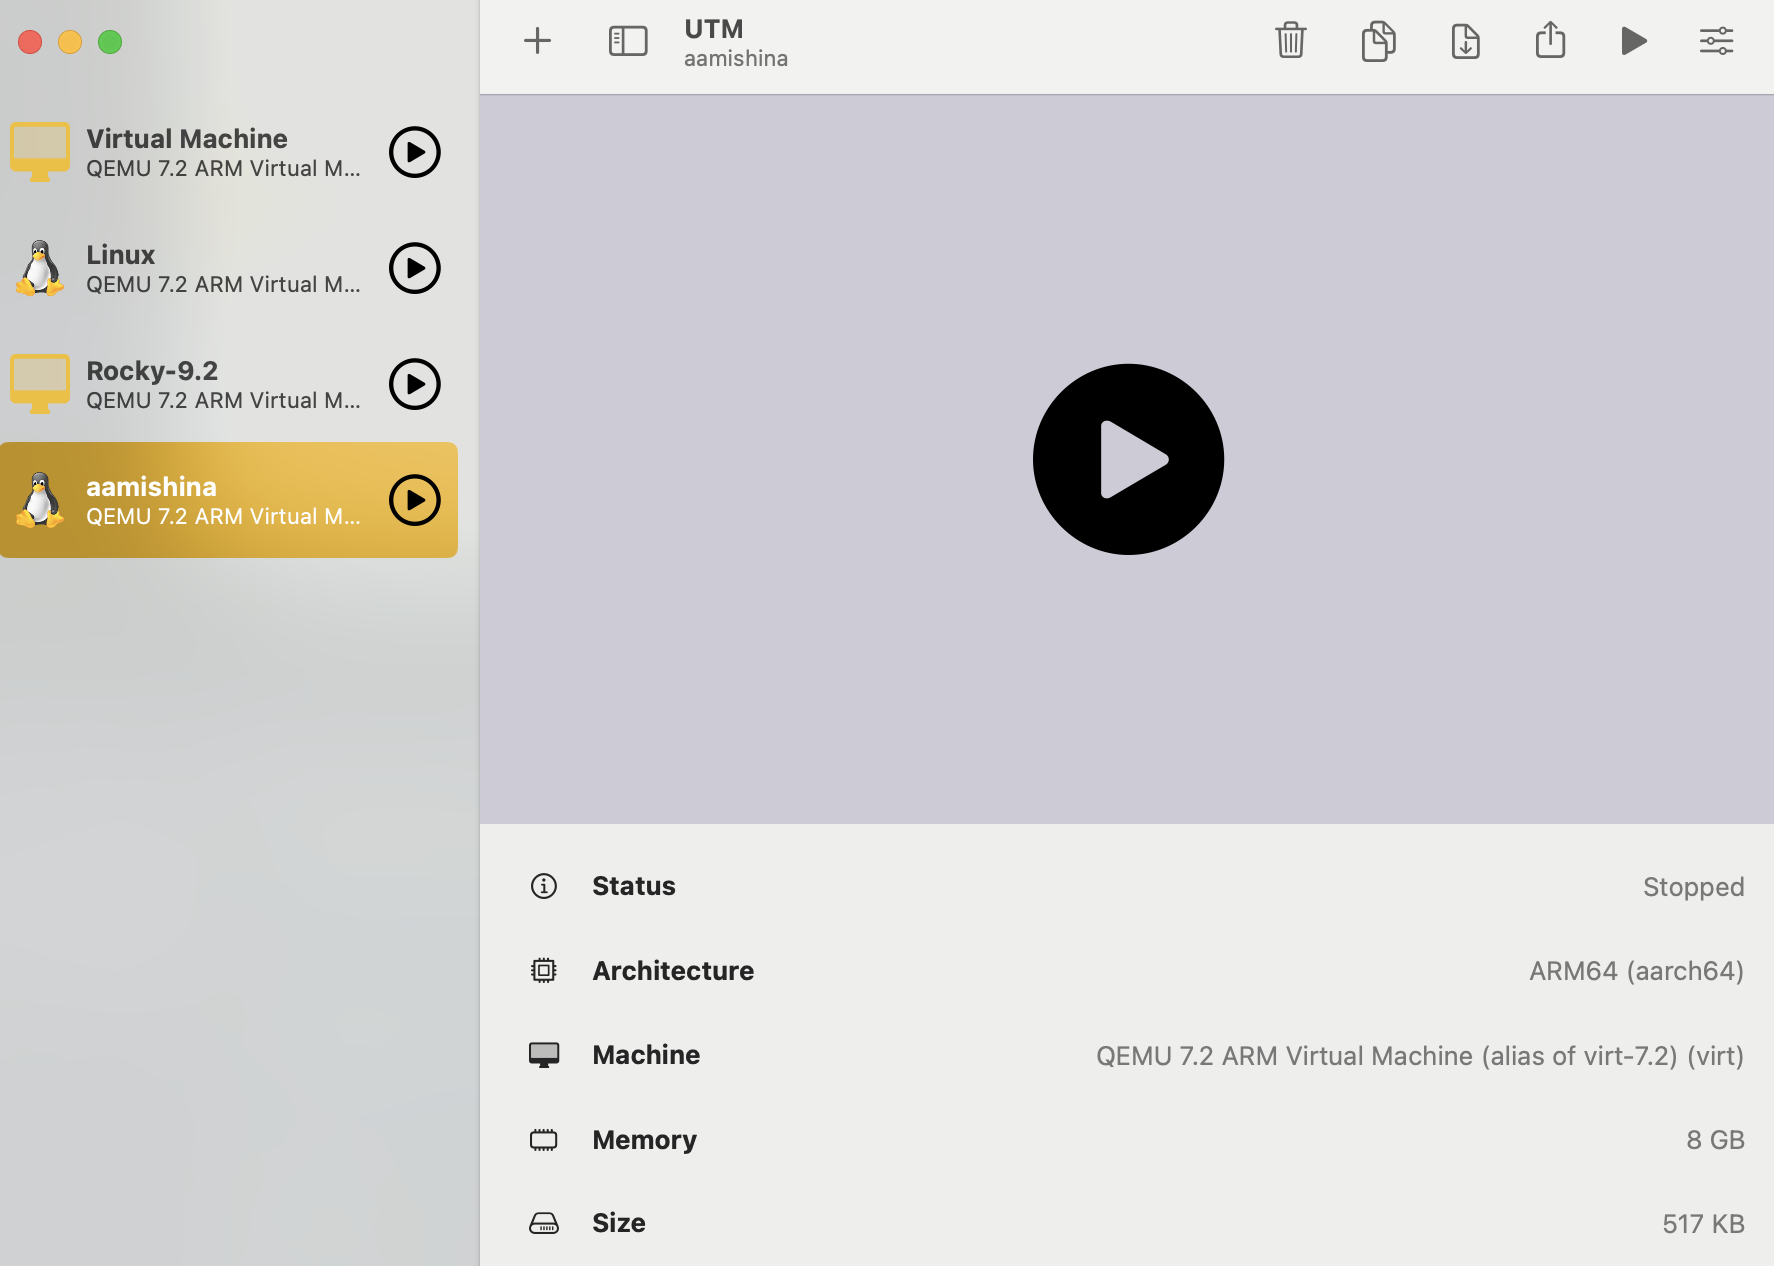 UTM
aamishina
Virtual Machine
QEMU 7.2 ARM Virtual M...
Linux
QEMU 7.2 ARM Virtual M...
Rocky-9.2
QEMU 7.2 ARM Virtual M...
aamishina
QEMU 7.2 ARM Virtual M...
Status Stopped
Architecture ARM64 (aarch64)
Machine QEMU 7.2 ARM Virtual Machine (alias of virt-7.2) (virt)
Memory 8 GB
Size 517 KB